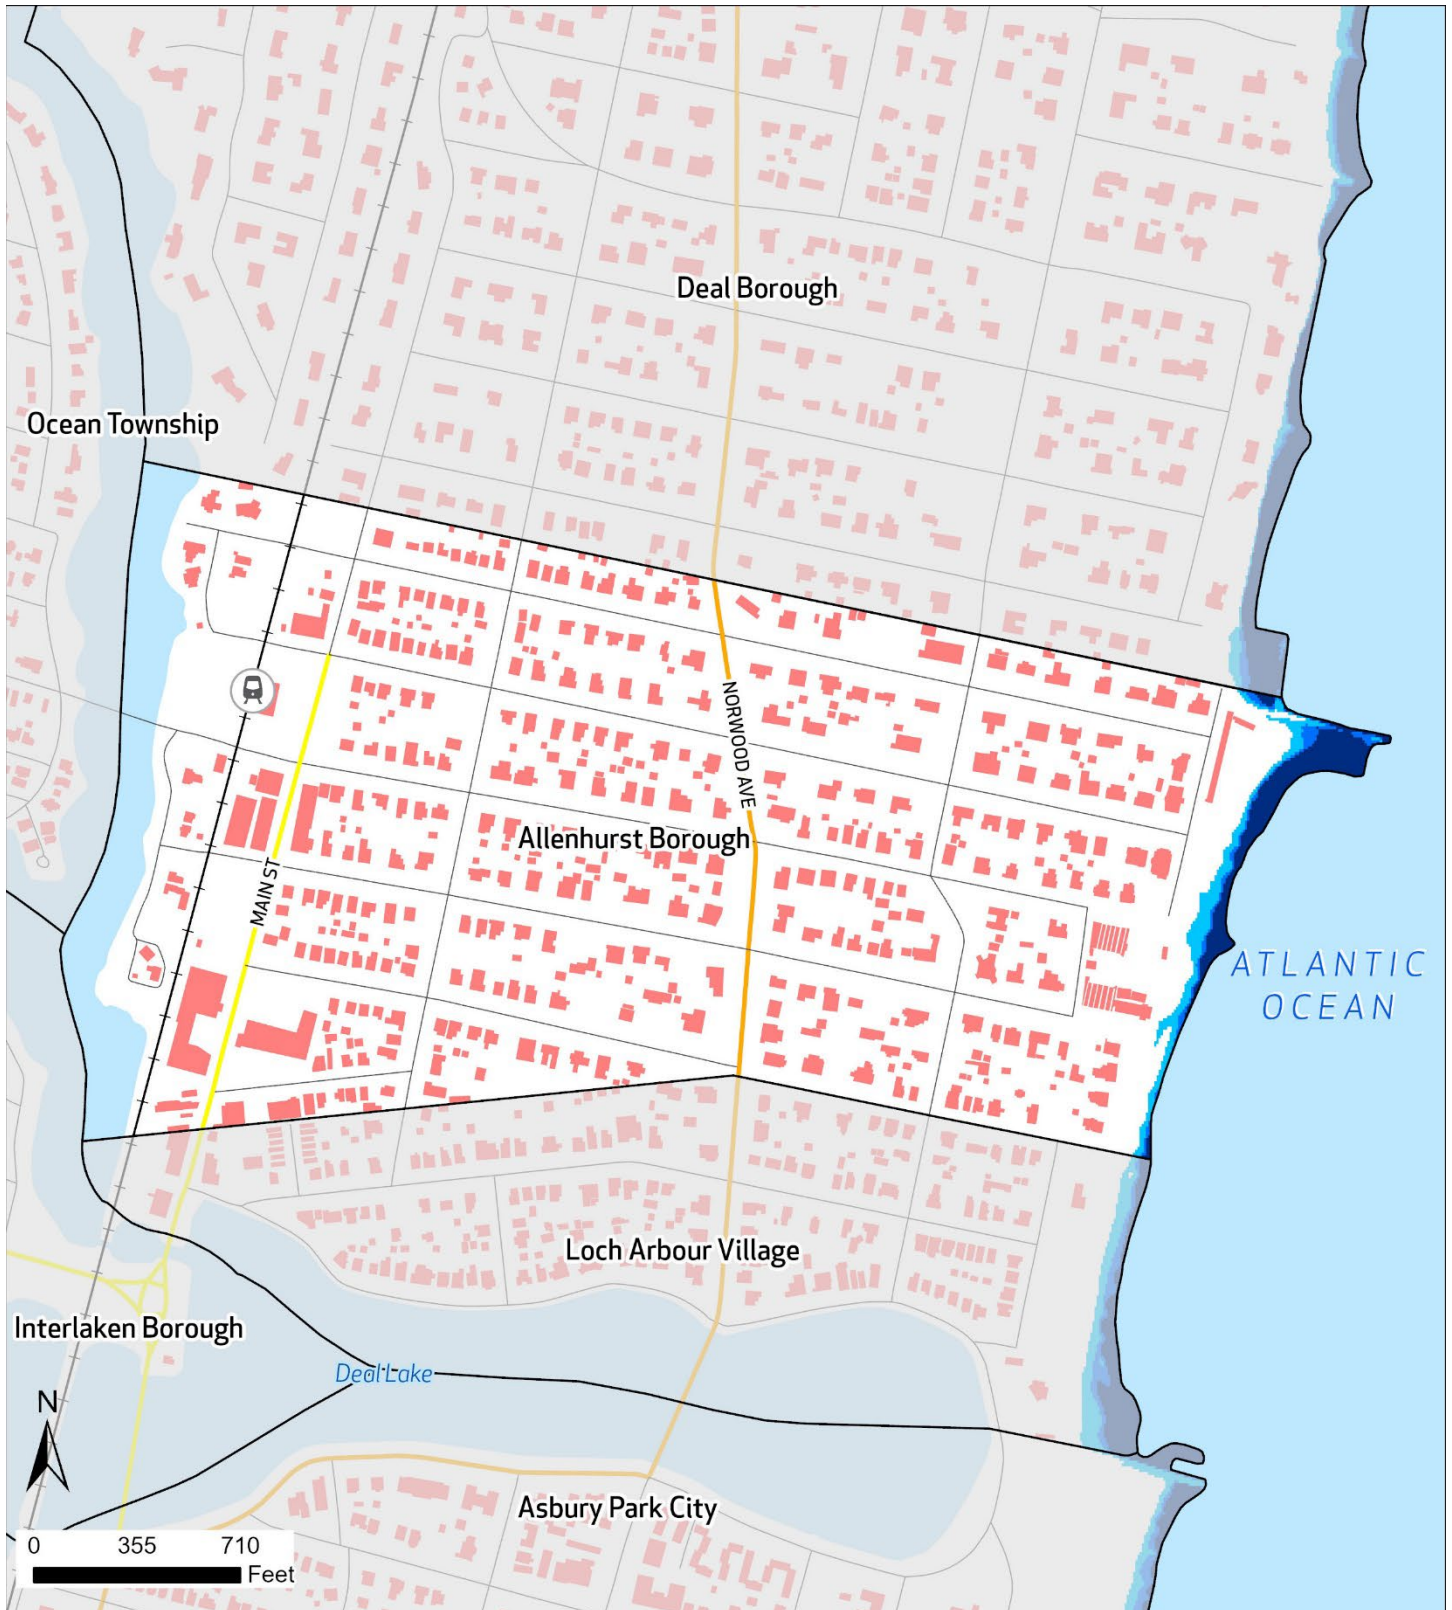 Deal Borough
Ocean Township
NORWOOD AVE
Allenhurst Borough
MAIN ST
ATLANTIC
OCEAN
Loch Arbour Village
Interlaken Borough
Deal Lake
N
Asbury Park City
0 355 710
Feet